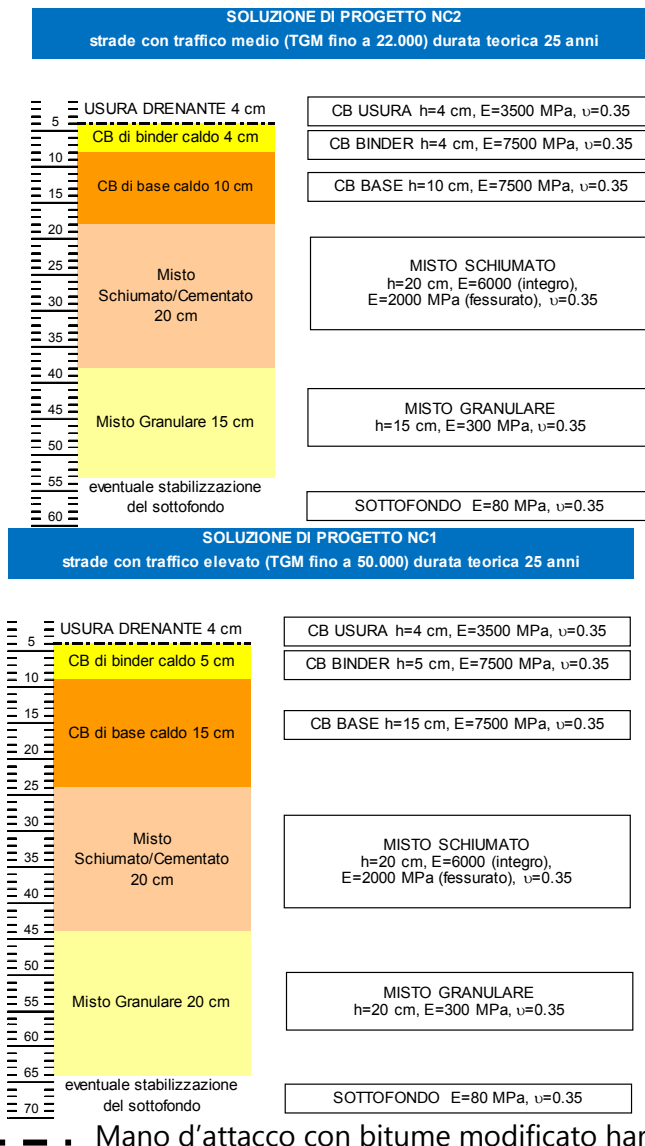 SOLUZIONE DI PROGETTO NC2
strade con traffico medio (TGM fino a 22.000) durata teorica 25 anni
USURA DRENANTE 4 cm
CB USURA h=4 cm, E=3500 MPa, υ=0.35
5
CB di binder caldo 4 cm
CB BINDER h=4 cm, E=7500 MPa, υ=0.35
10
CB di base caldo 10 cm
CB BASE h=10 cm, E=7500 MPa, υ=0.35
15
20
25
Misto
Schiumato/Cementato
20 cm
MISTO SCHIUMATO
h=20 cm, E=6000 (integro),
E=2000 MPa (fessurato), υ=0.35
30
35
40
45
Misto Granulare 15 cm
MISTO GRANULARE
h=15 cm, E=300 MPa, υ=0.35
50
55
eventuale stabilizzazione
del sottofondo
SOTTOFONDO E=80 MPa, υ=0.35
60
SOLUZIONE DI PROGETTO NC1
strade con traffico elevato (TGM fino a 50.000) durata teorica 25 anni
USURA DRENANTE 4 cm
CB USURA h=4 cm, E=3500 MPa, υ=0.35
5
CB di binder caldo 5 cm
CB BINDER h=5 cm, E=7500 MPa, υ=0.35
10
15
CB di base caldo 15 cm
CB BASE h=15 cm, E=7500 MPa, υ=0.35
20
25
30
Misto
Schiumato/Cementato
20 cm
MISTO SCHIUMATO
h=20 cm, E=6000 (integro),
E=2000 MPa (fessurato), υ=0.35
35
40
45
50
55
Misto Granulare 20 cm
MISTO GRANULARE
h=20 cm, E=300 MPa, υ=0.35
60
65
eventuale stabilizzazione
del sottofondo
SOTTOFONDO E=80 MPa, υ=0.35
70
Mano d'attacco con bitume modificato har